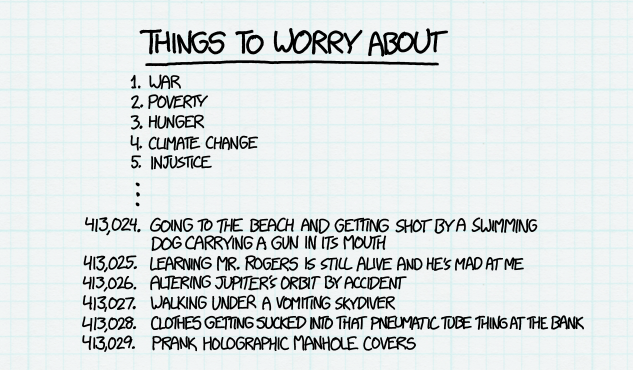 THINGS TO WORRY ABOUT
1. WAR
2. POVERTY
3. HUNGER
4. CLIMATE CHANGE
5. INJUSTICE
⋮
413,024. GOING TO THE BEACH AND GETTING SHOT BY A SWIMMING
DOG CARRYING A GUN IN ITS MOUTH
413,025. LEARNING MR. ROGERS IS STILL ALIVE AND HE'S MAD AT ME
413,026. ALTERING JUPITER'S ORBIT BY ACCIDENT
413,027. WALKING UNDER A VOMITING SKYDIVER
413,028. CLOTHES GETTING SUCKED INTO THAT PNEUMATIC TUBE THING AT THE BANK
413,029. PRANK HOLOGRAPHIC MANHOLE COVERS